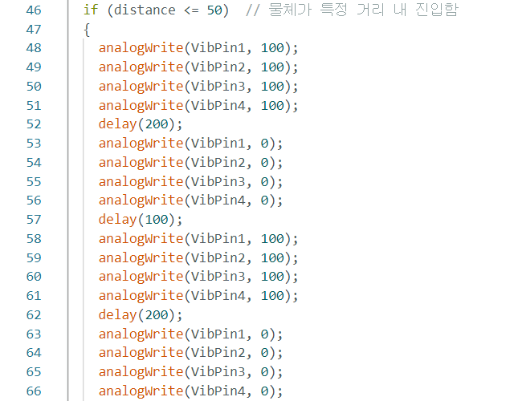 46 if (distance <= 50)  // 물체가 특정 거리 내 진입함
47 {
48 analogWrite(VibPin1, 100);
49 analogWrite(VibPin2, 100);
50 analogWrite(VibPin3, 100);
51 analogWrite(VibPin4, 100);
52 delay(200);
53 analogWrite(VibPin1, 0);
54 analogWrite(VibPin2, 0);
55 analogWrite(VibPin3, 0);
56 analogWrite(VibPin4, 0);
57 delay(100);
58 analogWrite(VibPin1, 100);
59 analogWrite(VibPin2, 100);
60 analogWrite(VibPin3, 100);
61 analogWrite(VibPin4, 100);
62 delay(200);
63 analogWrite(VibPin1, 0);
64 analogWrite(VibPin2, 0);
65 analogWrite(VibPin3, 0);
66 analogWrite(VibPin4, 0);